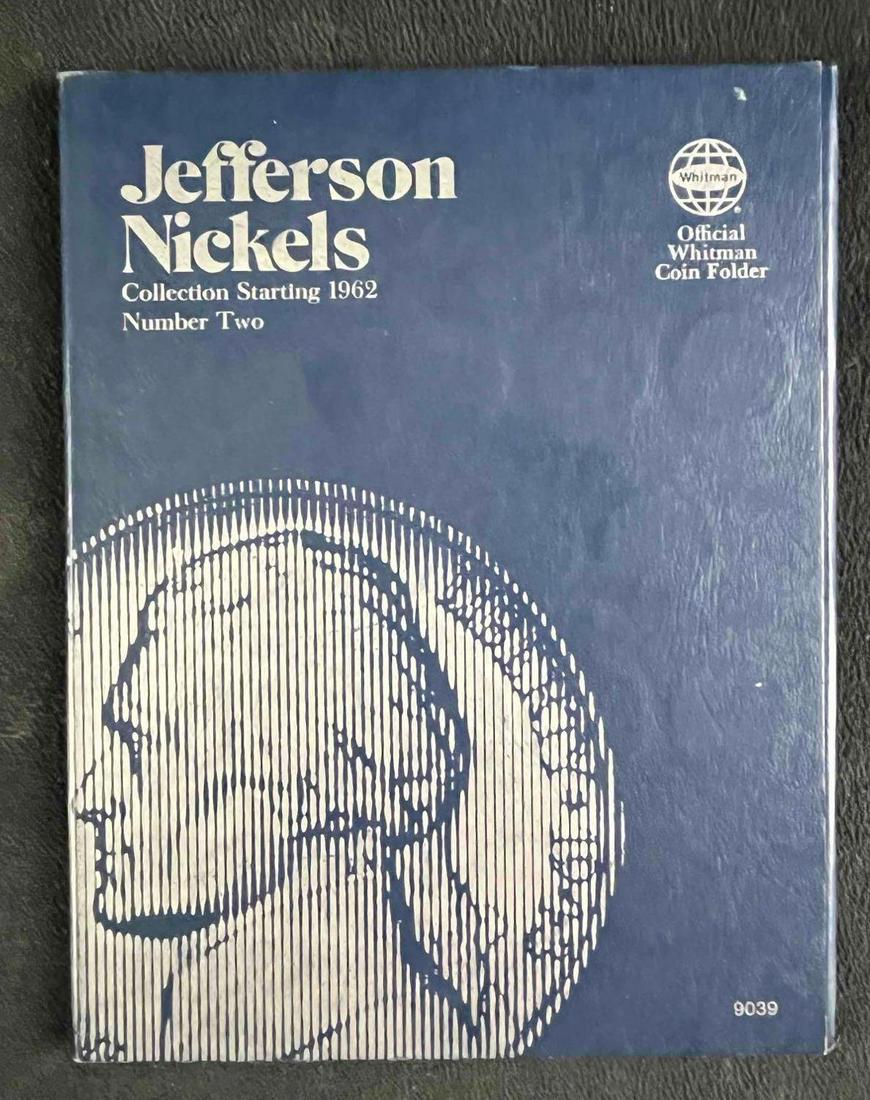 Jefferson
Nickels
Collection Starting 1962
Number Two
Whitman
®
Official
Whitman
Coin Folder
9039